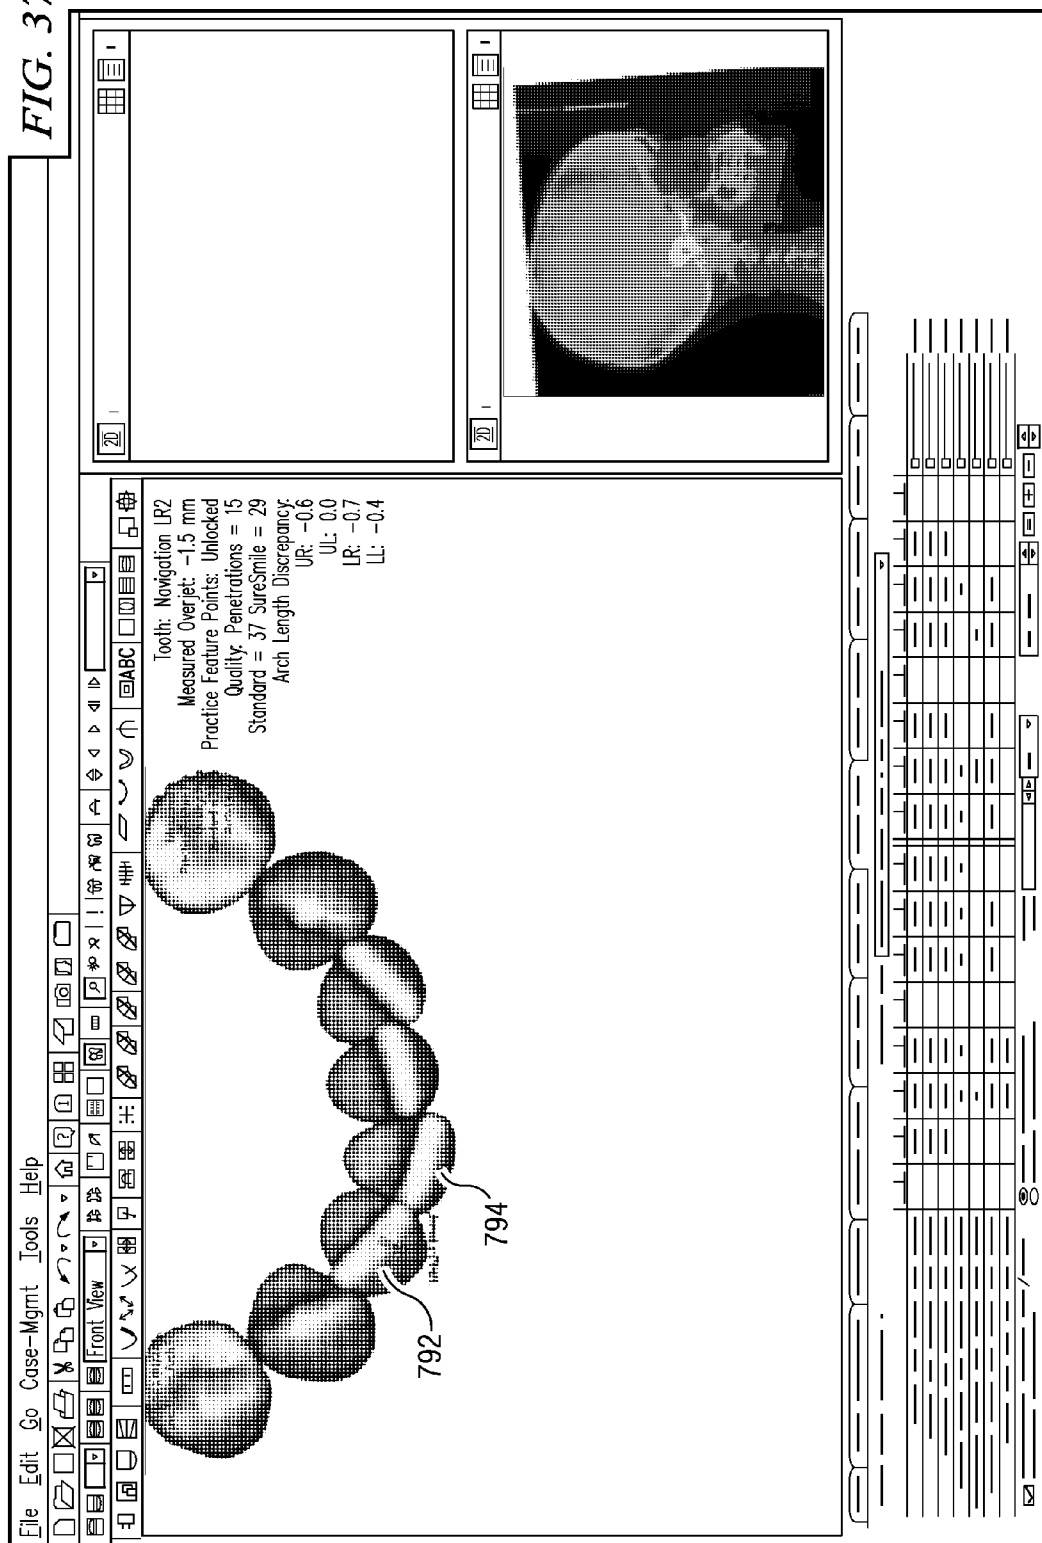 FIG. 37
File Edit Go Case-Mgmt Tools Help
Front View
ABC
Tooth: Navigation LR2
Measured Overjet: -1.5 mm
Practice Feature Points: Unlocked
Quality: Penetrations = 15
Standard = 37 SureSmile = 29
Arch Length Discrepancy:
UR: -0.6
UL: 0.0
LR: -0.7
LL: -0.4
792
794
2D
2D